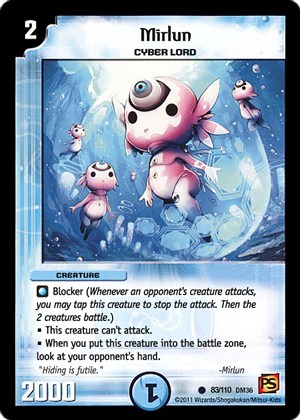 2
Mirlun
CYBER LORD
CREATURE
Blocker (Whenever an opponent's creature attacks,
you may tap this creature to stop the attack. Then the
2 creatures battle.)
▪ This creature can't attack.
▪ When you put this creature into the battle zone,
look at your opponent's hand.
"Hiding is futile." -Mirlun
83/110 DM36
©2011 Wizards/Shogakukan/Mitsui-Kids
2000
PS